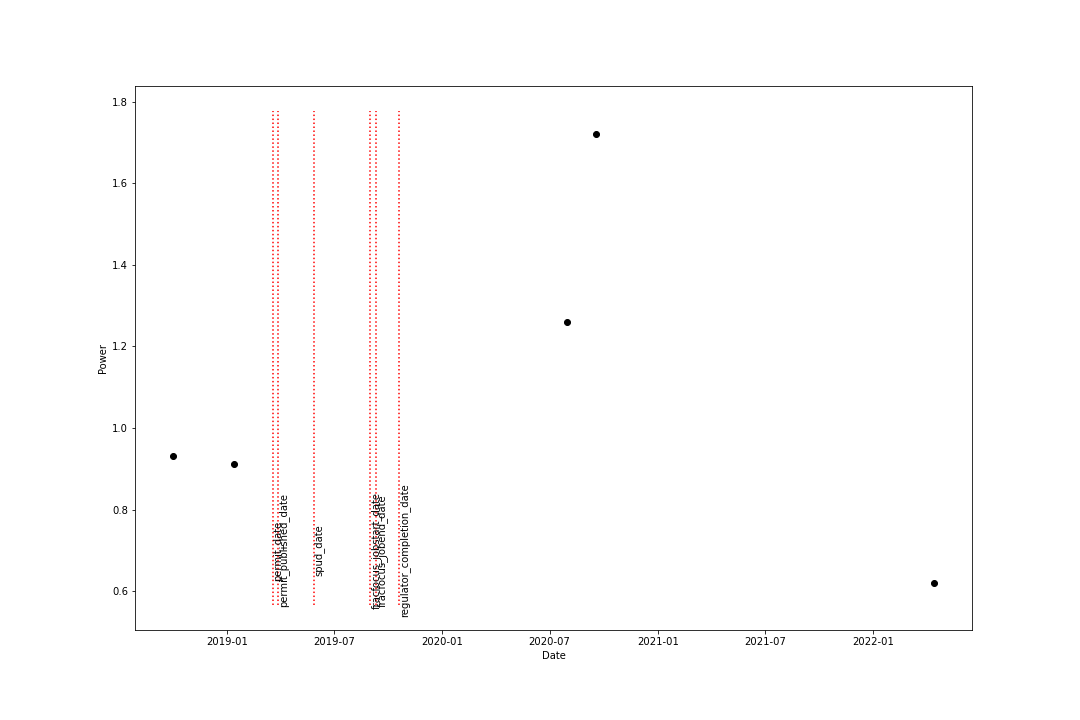 1.8
1.6
1.4
1.2
1.0
0.8
0.6
Power
permit_date
permit_published_date
spud_date
fracfocus_jobstart_date
fracfocus_jobend_date
regulator_completion_date
2019-01
2019-07
2020-01
2020-07
2021-01
2021-07
2022-01
Date